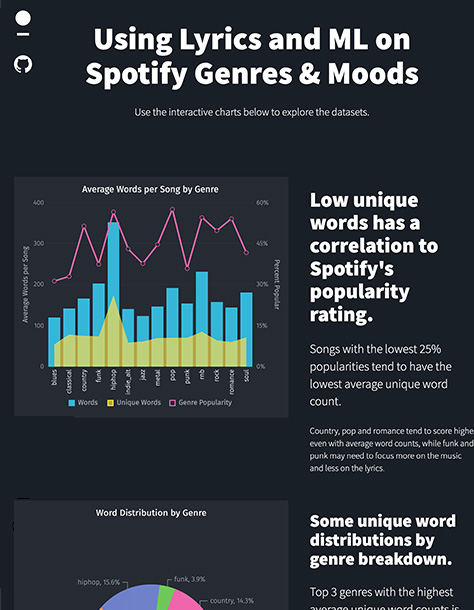 Using Lyrics and ML on
Spotify Genres & Moods
Use the interactive charts below to explore the datasets.
Average Words per Song by Genre
400
300
200
100
0
60%
45%
30%
15%
0%
Average Words per Song
Percent Popular
blues
classical
country
funk
hiphop
indie_alt
jazz
metal
pop
punk
rnb
rock
romance
soul
Words
Unique Words
Genre Popularity
Low unique
words has a
correlation to
Spotify's
popularity
rating.
Songs with the lowest 25%
popularities tend to have the
lowest average unique word
count.
Country, pop and romance tend to score highe
even with average word counts, while funk and
punk may need to focus more on the music
and less on the lyrics.
Word Distribution by Genre
hiphop, 15.6%
funk, 3.9%
country, 14.3%
Some unique word
distributions by
genre breakdown.
Top 3 genres with the highest
average unique word counts is